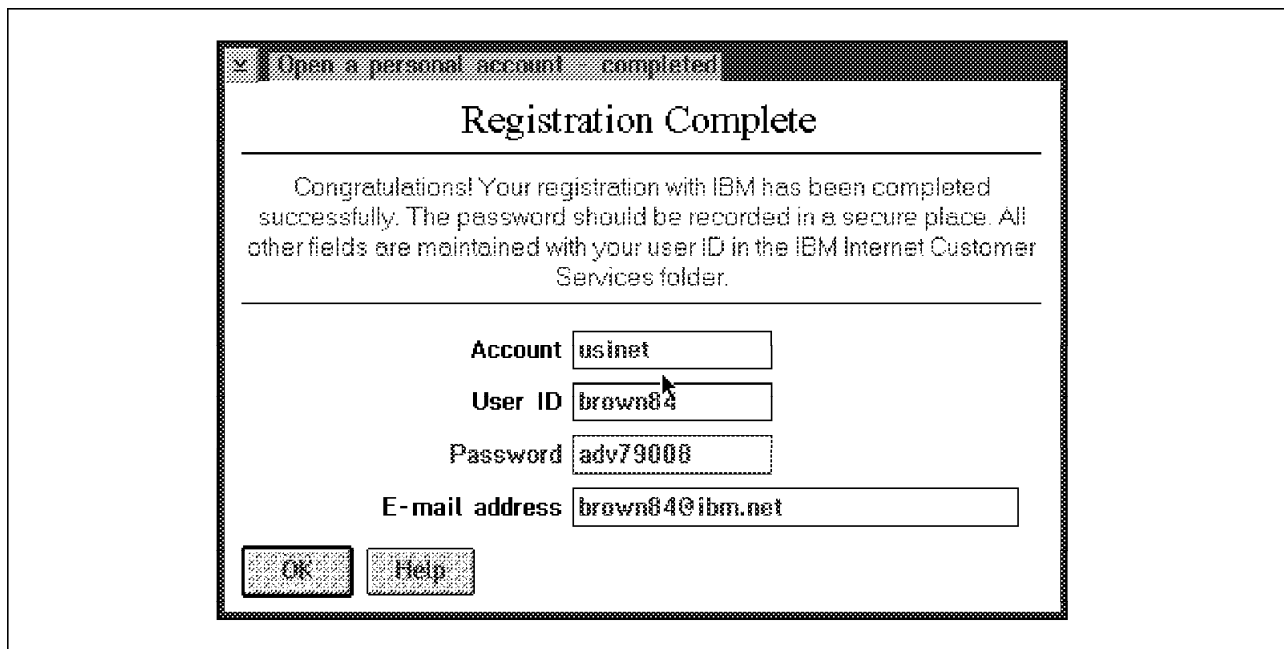 Open a personal account - completed
Registration Complete
Congratulations! Your registration with IBM has been completed
successfully. The password should be recorded in a secure place. All
other fields are maintained with your user ID in the IBM Internet Customer
Services folder.
Account usinet
User ID brown84
Password adv79008
E-mail address brown84@ibm.net
OK Help